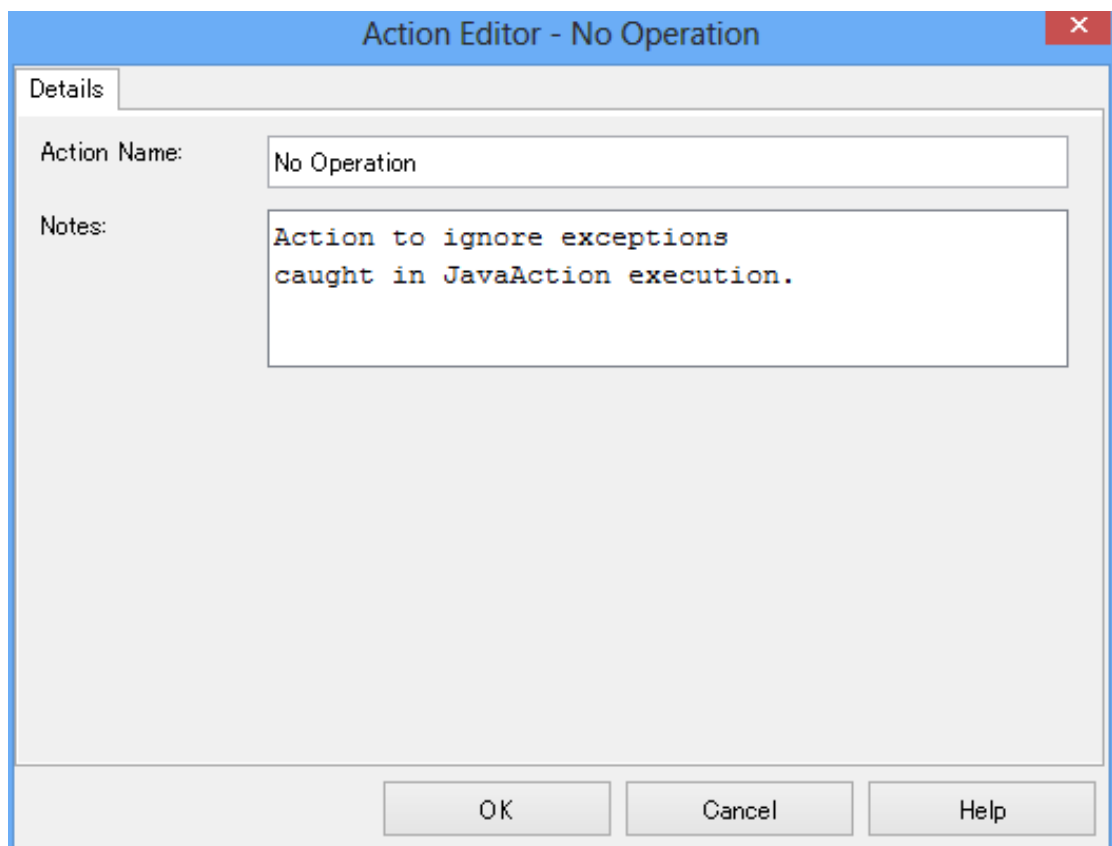 Action Editor - No Operation
Details
Action Name:
No Operation
Notes:
Action to ignore exceptions
caught in JavaAction execution.
OK
Cancel
Help